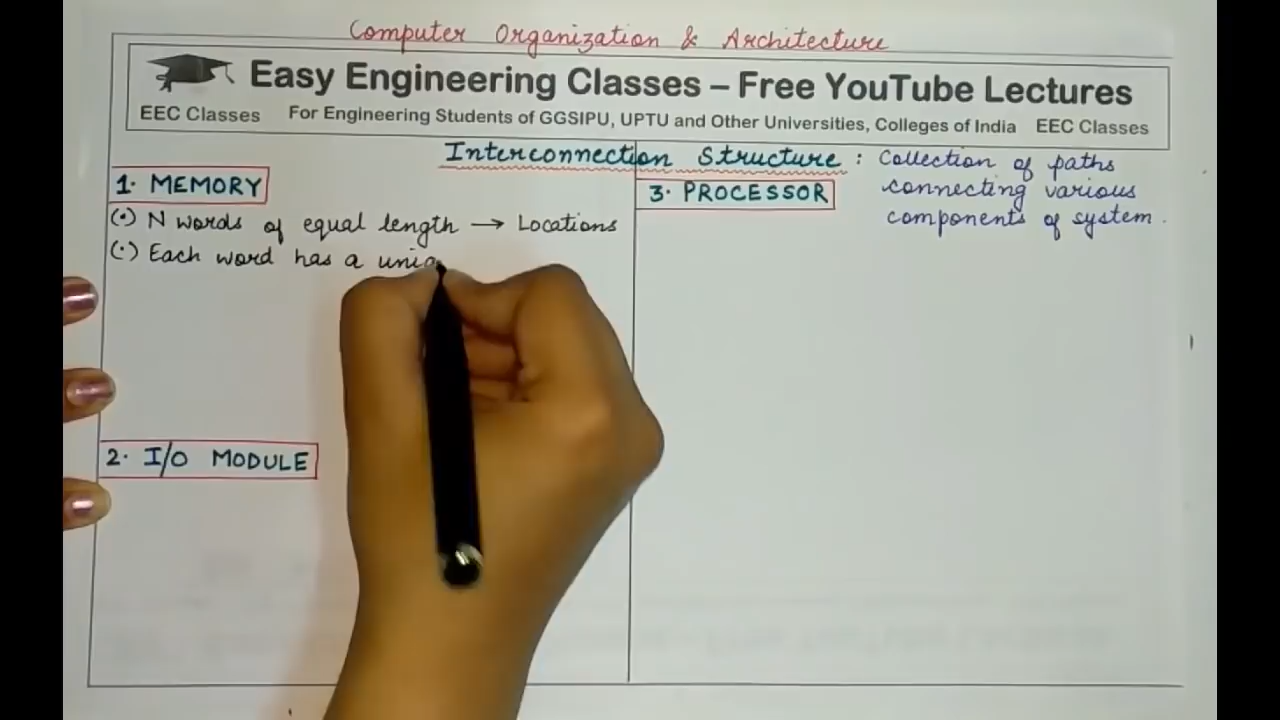 Computer Organization & Architecture
Easy Engineering Classes – Free YouTube Lectures
EEC Classes For Engineering Students of GGSIPU, UPTU and Other Universities, Colleges of India EEC Classes
Interconnection Structure : Collection of paths
connecting various
components of system.
1. MEMORY
(•) N words of equal length → Locations
(•) Each word has a uniq
2. I/O MODULE
3. PROCESSOR